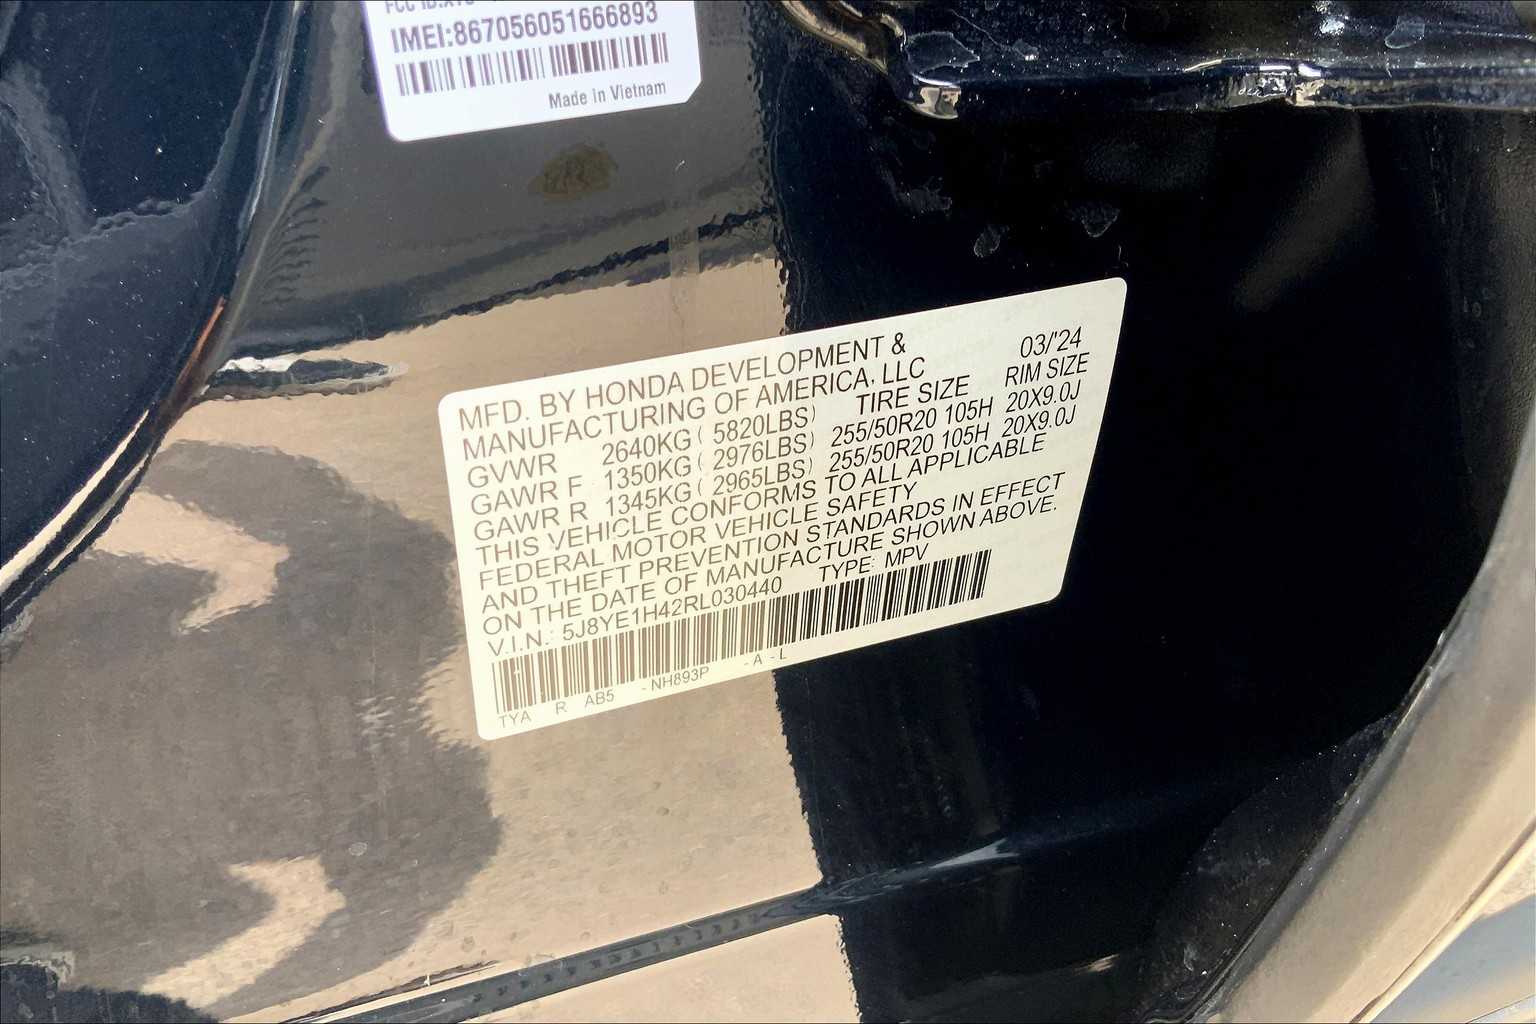 IMEI:867056051666893
Made in Vietnam
MFD. BY HONDA DEVELOPMENT &
MANUFACTURING OF AMERICA, LLC 03/'24
GVWR 2640KG ( 5820LBS) TIRE SIZE RIM SIZE
GAWR F 1350KG ( 2976LBS) 255/50R20 105H 20X9.0J
GAWR R 1345KG ( 2965LBS) 255/50R20 105H 20X9.0J
THIS VEHICLE CONFORMS TO ALL APPLICABLE
FEDERAL MOTOR VEHICLE SAFETY
AND THEFT PREVENTION STANDARDS IN EFFECT
ON THE DATE OF MANUFACTURE SHOWN ABOVE.
V.I.N.: 5J8YE1H42RL030440 TYPE: MPV
TYA R AB5 -NH893P -A -L